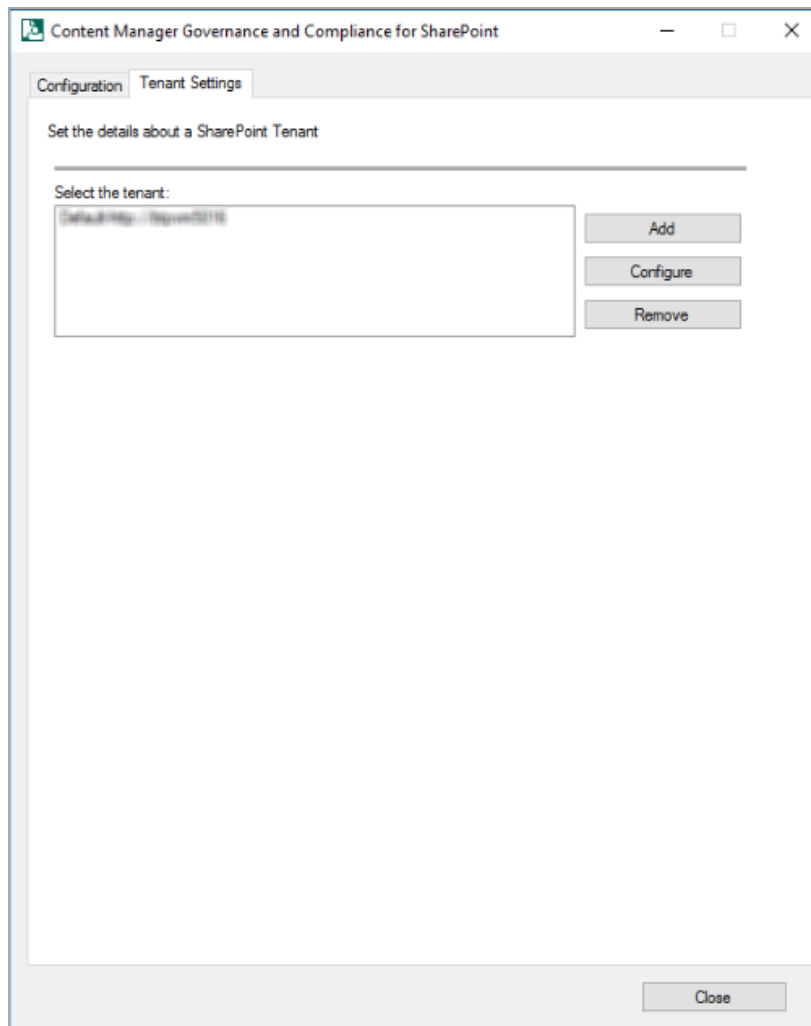 Content Manager Governance and Compliance for SharePoint
Configuration
Tenant Settings
Set the details about a SharePoint Tenant
Select the tenant:
Add
Configure
Remove
Close